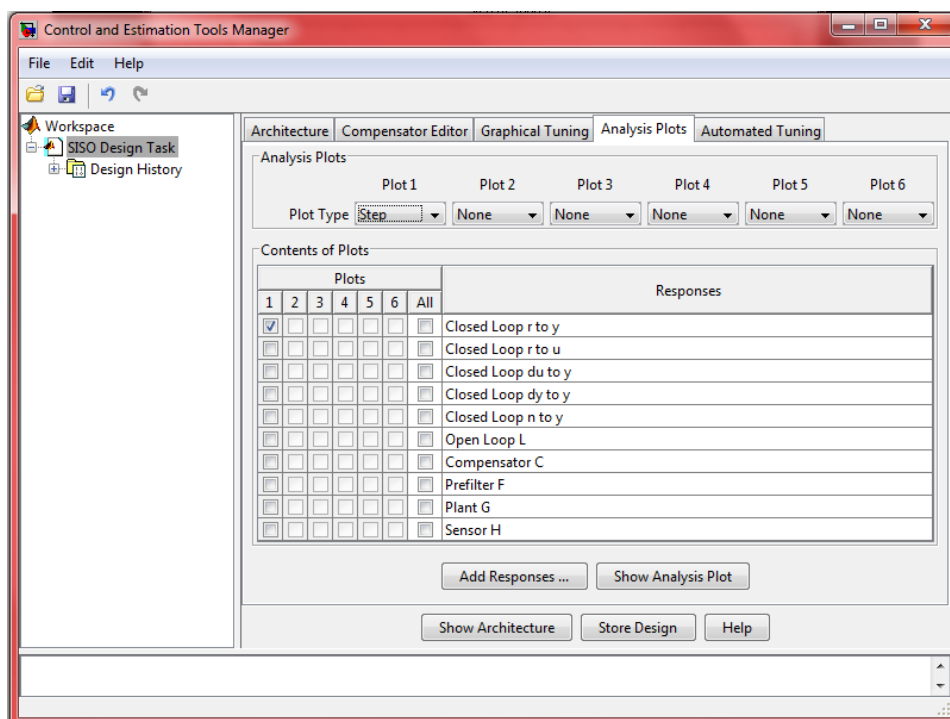 Control and Estimation Tools Manager
File Edit Help
Workspace
SISO Design Task
Design History
Architecture Compensator Editor Graphical Tuning Analysis Plots Automated Tuning
Analysis Plots
Plot 1 Plot 2 Plot 3 Plot 4 Plot 5 Plot 6
Plot Type Step None None None None None
Contents of Plots
Plots Responses
1 2 3 4 5 6 All
Closed Loop r to y
Closed Loop r to u
Closed Loop du to y
Closed Loop dy to y
Closed Loop n to y
Open Loop L
Compensator C
Prefilter F
Plant G
Sensor H
Add Responses ... Show Analysis Plot
Show Architecture Store Design Help